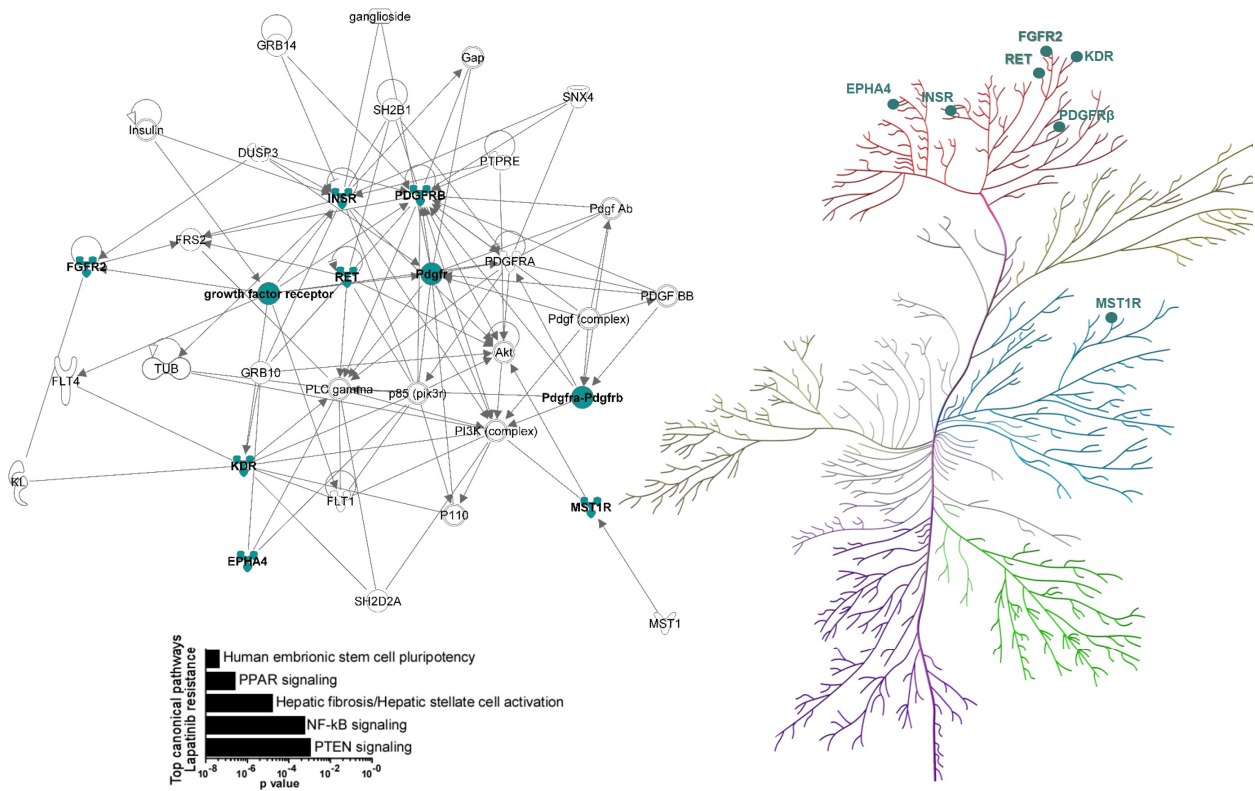 ganglioside
GRB14
Gap
SH2B1
SNX4
Insulin
DUSP3
PTPRE
INSR
PDGFRB
Pdgf Ab
FRS2
FGFR2
RET
Pdgfr
PDGFRA
growth factor receptor
PDGF BB
Pdgf (complex)
Akt
TUB
GRB10
FLT4
PLC gamma
p85 (pik3r)
Pdgfra-Pdgfrb
PI3K (complex)
KDR
KL
FLT1
P110
MST1R
EPHA4
SH2D2A
MST1
FGFR2
RET
KDR
EPHA4
INSR
PDGFRβ
MST1R
Top canonical pathways
Lapatinib resistance
Human embrionic stem cell pluripotency
PPAR signaling
Hepatic fibrosis/Hepatic stellate cell activation
NF-kB signaling
PTEN signaling
10-8 10-6 10-4 10-2 10-0
p value